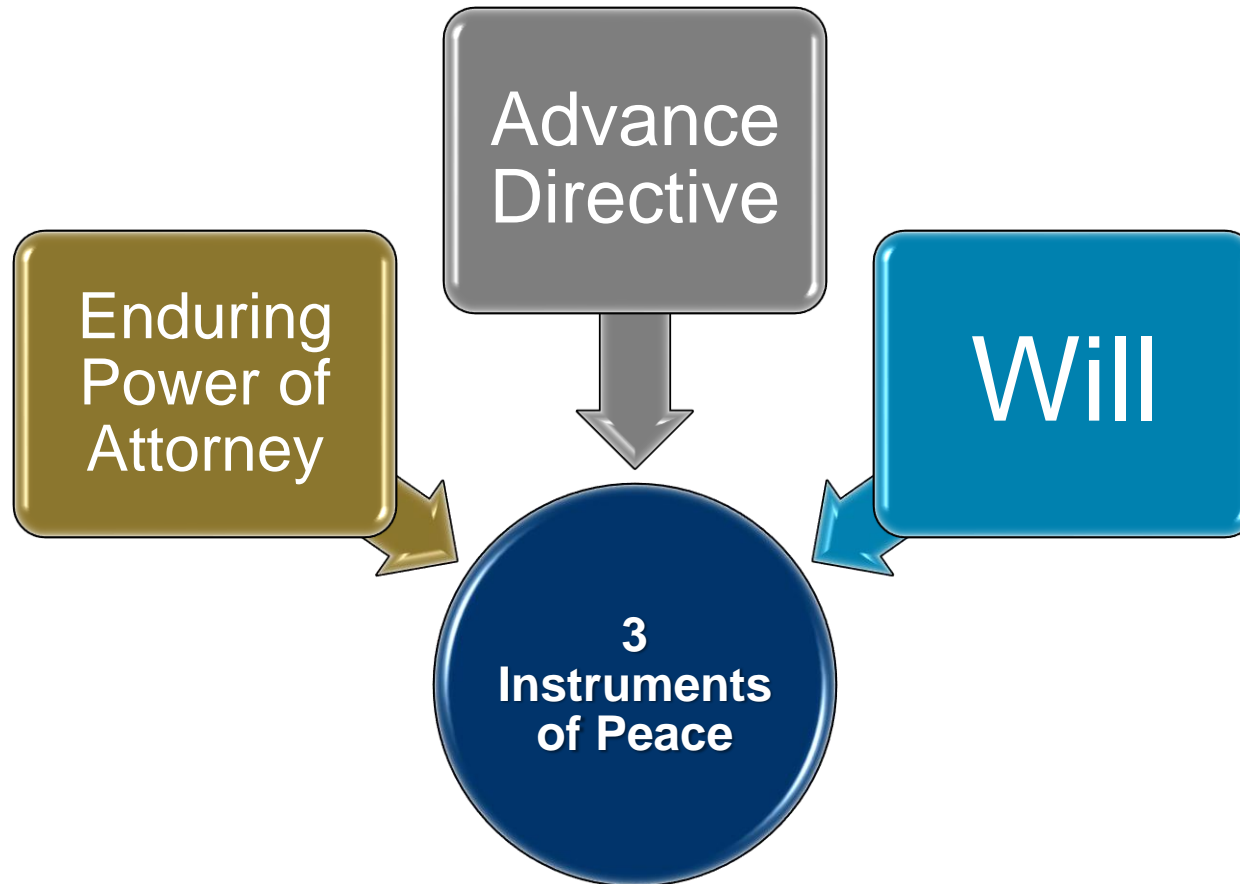 Advance
Directive
Enduring
Power of
Attorney
Will
3
Instruments
of Peace